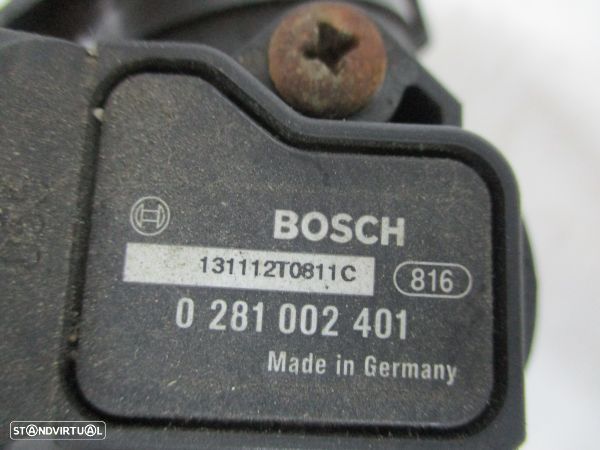 BOSCH
131112T0811C
816
0 281 002 401
Made in Germany
STANDVIRTUAL